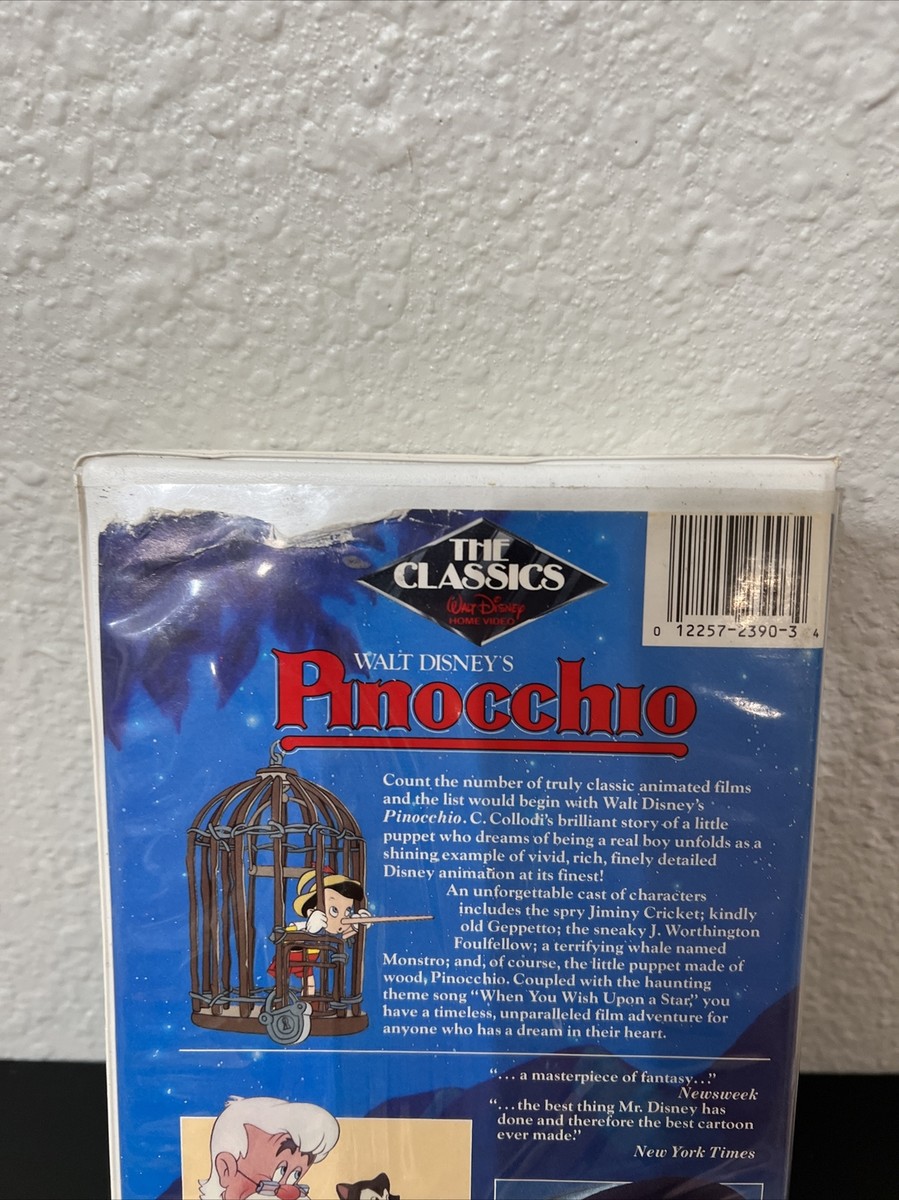 THE
CLASSICS
WALT DISNEY
HOME VIDEO
0 12257-2390-3 4
WALT DISNEY'S
PINOCCHIO
Count the number of truly classic animated films
and the list would begin with Walt Disney's
Pinocchio. C. Collodi's brilliant story of a little
puppet who dreams of being a real boy unfolds as a
shining example of vivid, rich, finely detailed
Disney animation at its finest!
An unforgettable cast of characters
includes the spry Jiminy Cricket; kindly
old Geppetto; the sneaky J. Worthington
Foulfellow; a terrifying whale named
Monstro; and, of course, the little puppet made of
wood, Pinocchio. Coupled with the haunting
theme song "When You Wish Upon a Star," you
have a timeless, unparalleled film adventure for
anyone who has a dream in their heart.
"... a masterpiece of fantasy..."
Newsweek
"...the best thing Mr. Disney has
done and therefore the best cartoon
ever made."
New York Times